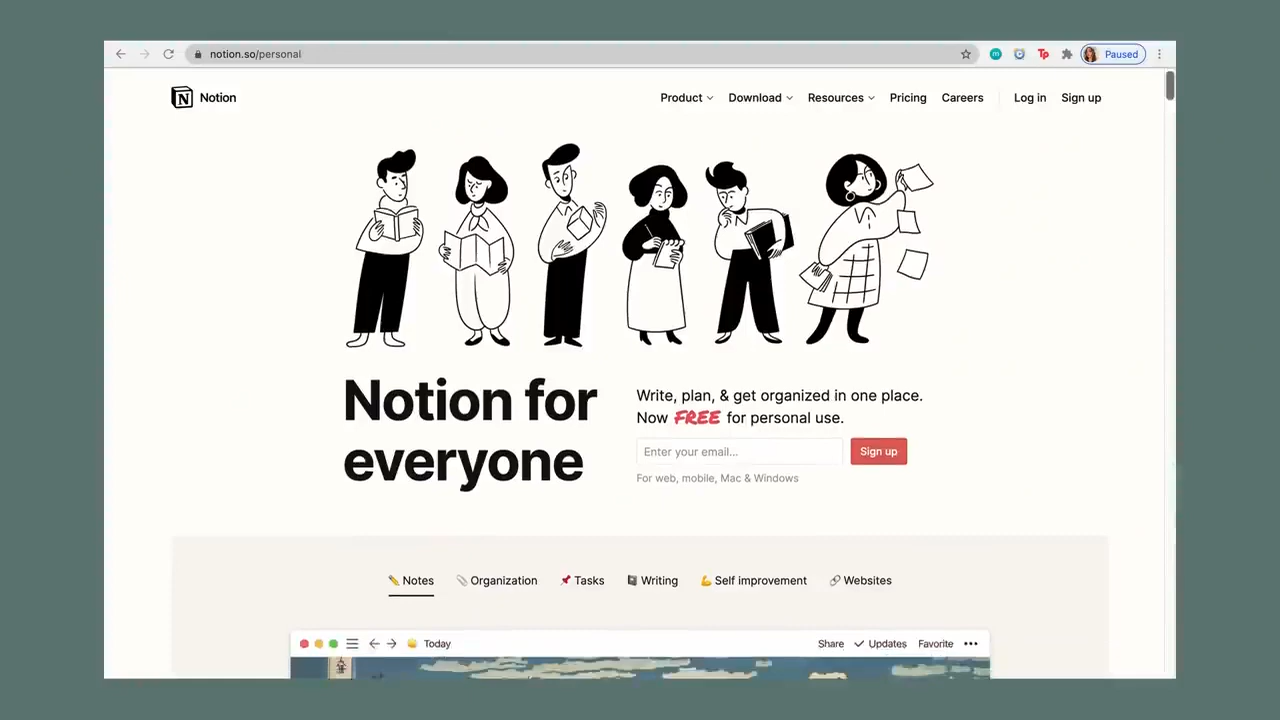 notion.so/personal
m
Tp
Paused
N
Notion
Product
Download
Resources
Pricing
Careers
Log in
Sign up
Notion for
everyone
Write, plan, & get organized in one place.
Now FREE for personal use.
Enter your email...
Sign up
For web, mobile, Mac & Windows
Notes
Organization
Tasks
Writing
Self improvement
Websites
Today
Share
Updates
Favorite